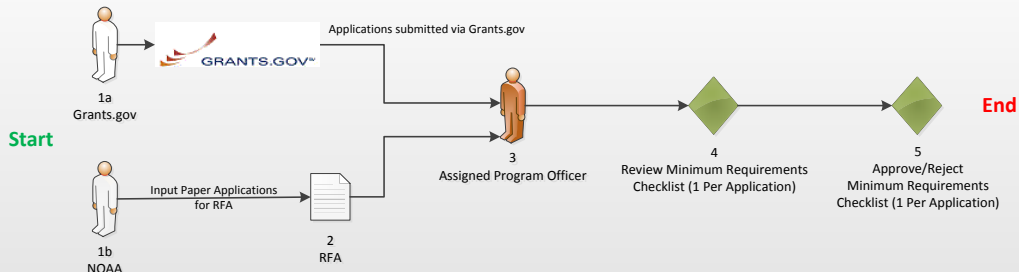 Applications submitted via Grants.gov
GRANTS.GOV℠
1a
Grants.gov
Start
End
3
Assigned Program Officer
4
Review Minimum Requirements
Checklist (1 Per Application)
5
Approve/Reject
Minimum Requirements
Checklist (1 Per Application)
Input Paper Applications
for RFA
1b
NOAA
2
RFA